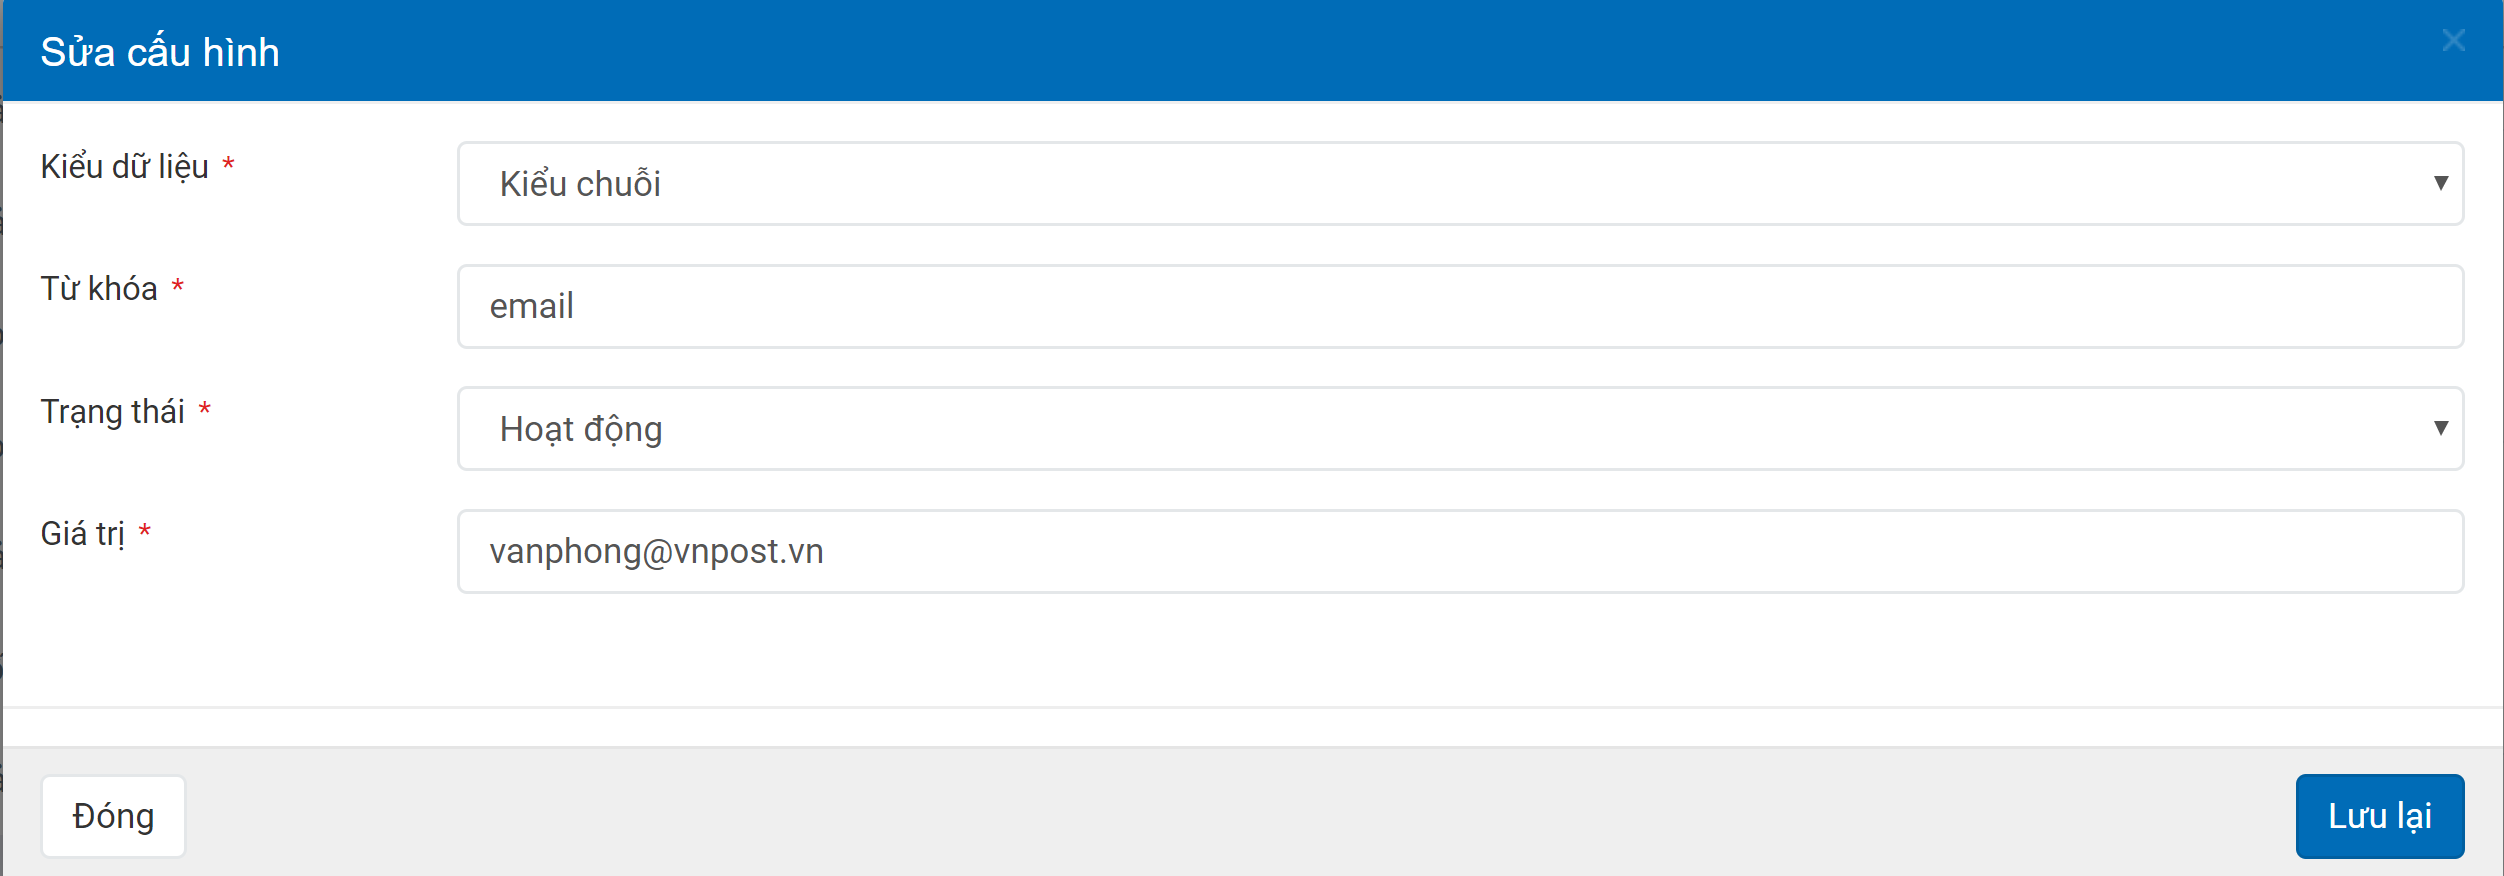 Sửa cấu hình
Kiểu dữ liệu *
Kiểu chuỗi
Từ khóa *
email
Trạng thái *
Hoạt động
Giá trị *
vanphong@vnpost.vn
Đóng
Lưu lại